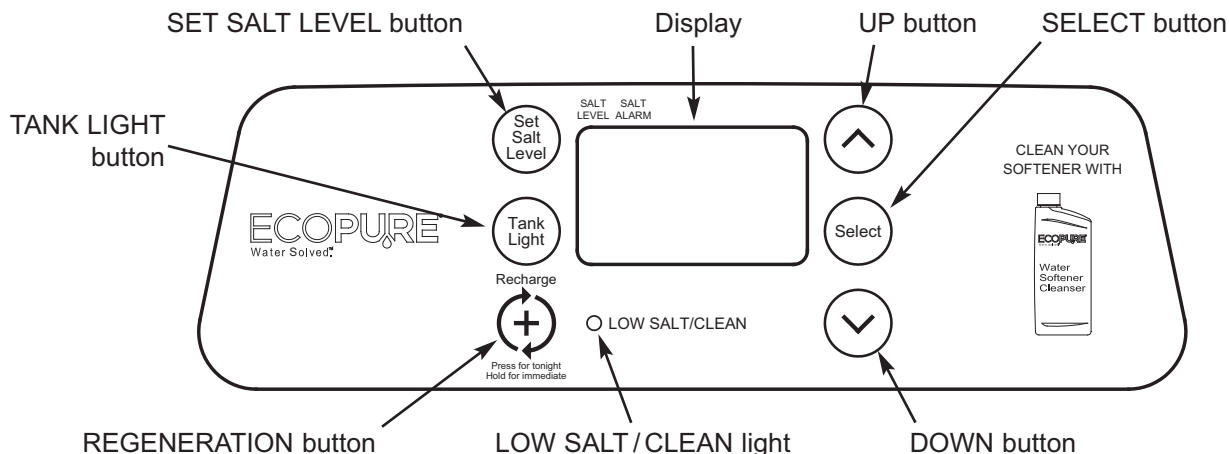 SET SALT LEVEL button
Display
UP button
SELECT button
TANK LIGHT
button
Set
Salt
Level
SALT
LEVEL
SALT
ALARM
CLEAN YOUR
SOFTENER WITH
ECOPURE™
Water Solved.™
Tank
Light
Select
ECOPURE
Water
Softener
Cleanser
Recharge
LOW SALT/CLEAN
Press for tonight
Hold for immediate
REGENERATION button
LOW SALT / CLEAN light
DOWN button